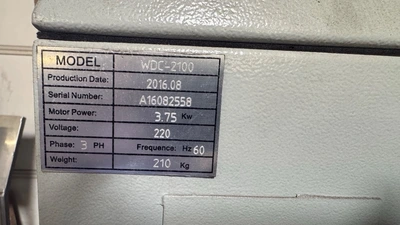 MODEL WDC-2100
Production Date: 2016.08
Serial Number: A16082558
Motor Power: 3.75 Kw
Voltage: 220
Phase: 3 PH Frequency: Hz 60
Weight: 210 Kg